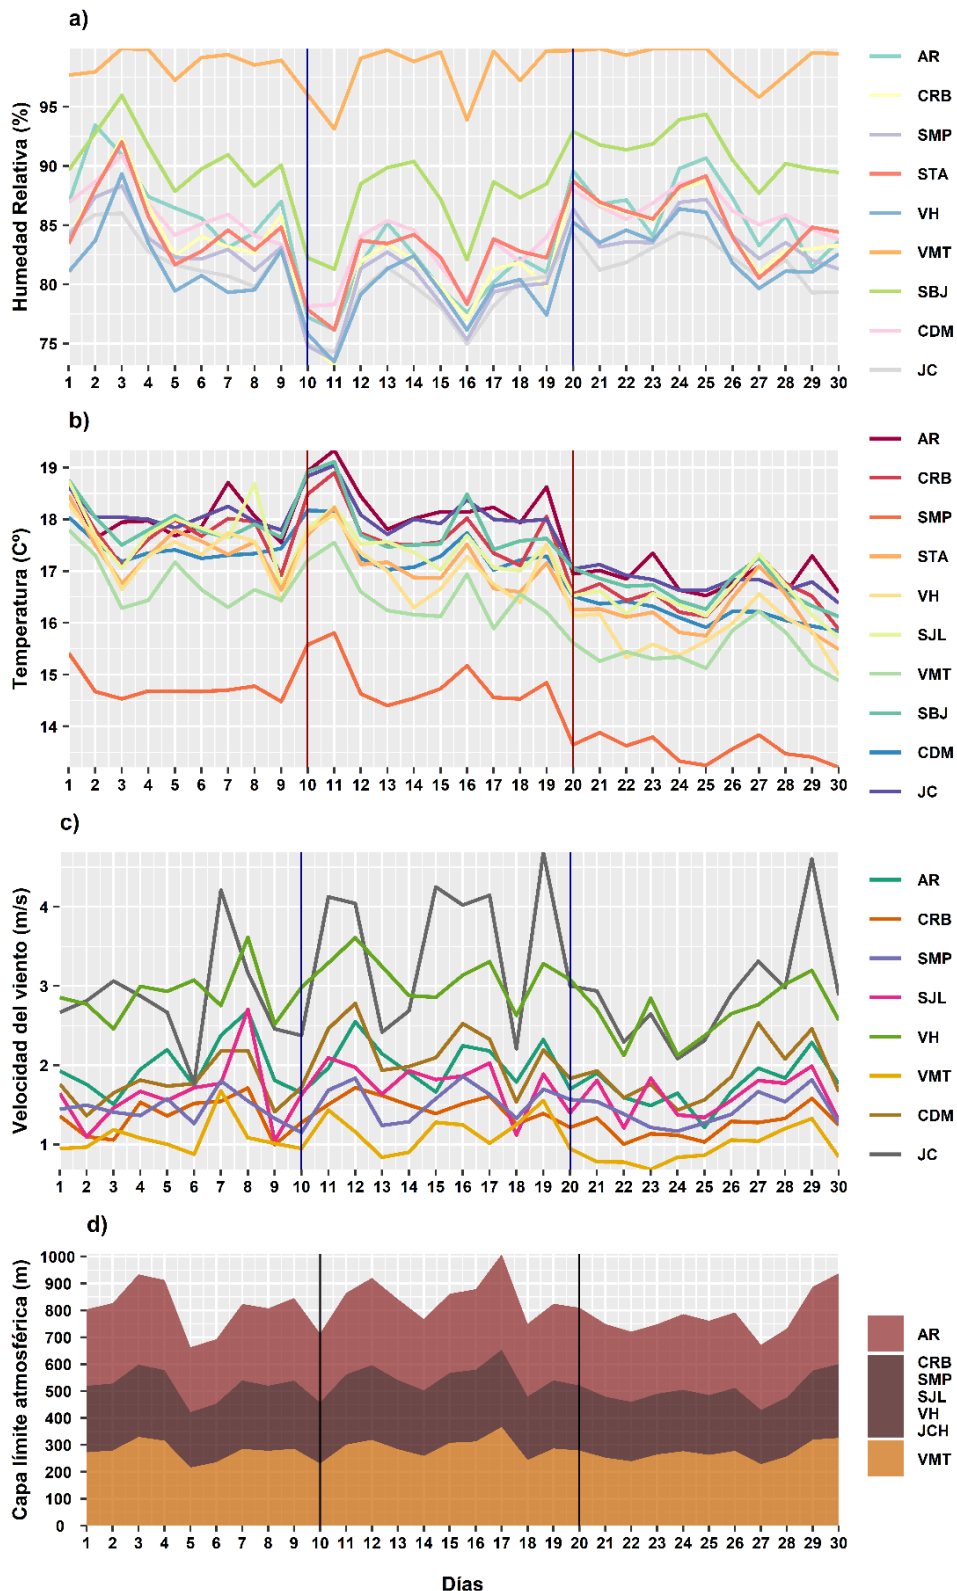 a)
Humedad Relativa (%)
95
90
85
80
75
1 2 3 4 5 6 7 8 9 10 11 12 13 14 15 16 17 18 19 20 21 22 23 24 25 26 27 28 29 30
AR
CRB
SMP
STA
VH
VMT
SBJ
CDM
JC
b)
Temperatura (Cº)
19
18
17
16
15
14
1 2 3 4 5 6 7 8 9 10 11 12 13 14 15 16 17 18 19 20 21 22 23 24 25 26 27 28 29 30
AR
CRB
SMP
STA
VH
SJL
VMT
SBJ
CDM
JC
c)
Velocidad del viento (m/s)
4
3
2
1
1 2 3 4 5 6 7 8 9 10 11 12 13 14 15 16 17 18 19 20 21 22 23 24 25 26 27 28 29 30
AR
CRB
SMP
SJL
VH
VMT
CDM
JC
d)
Capa límite atmosférica (m)
1000
900
800
700
600
500
400
300
200
100
0
1 2 3 4 5 6 7 8 9 10 11 12 13 14 15 16 17 18 19 20 21 22 23 24 25 26 27 28 29 30
AR
CRB
SMP
SJL
VH
JCH
VMT
Días